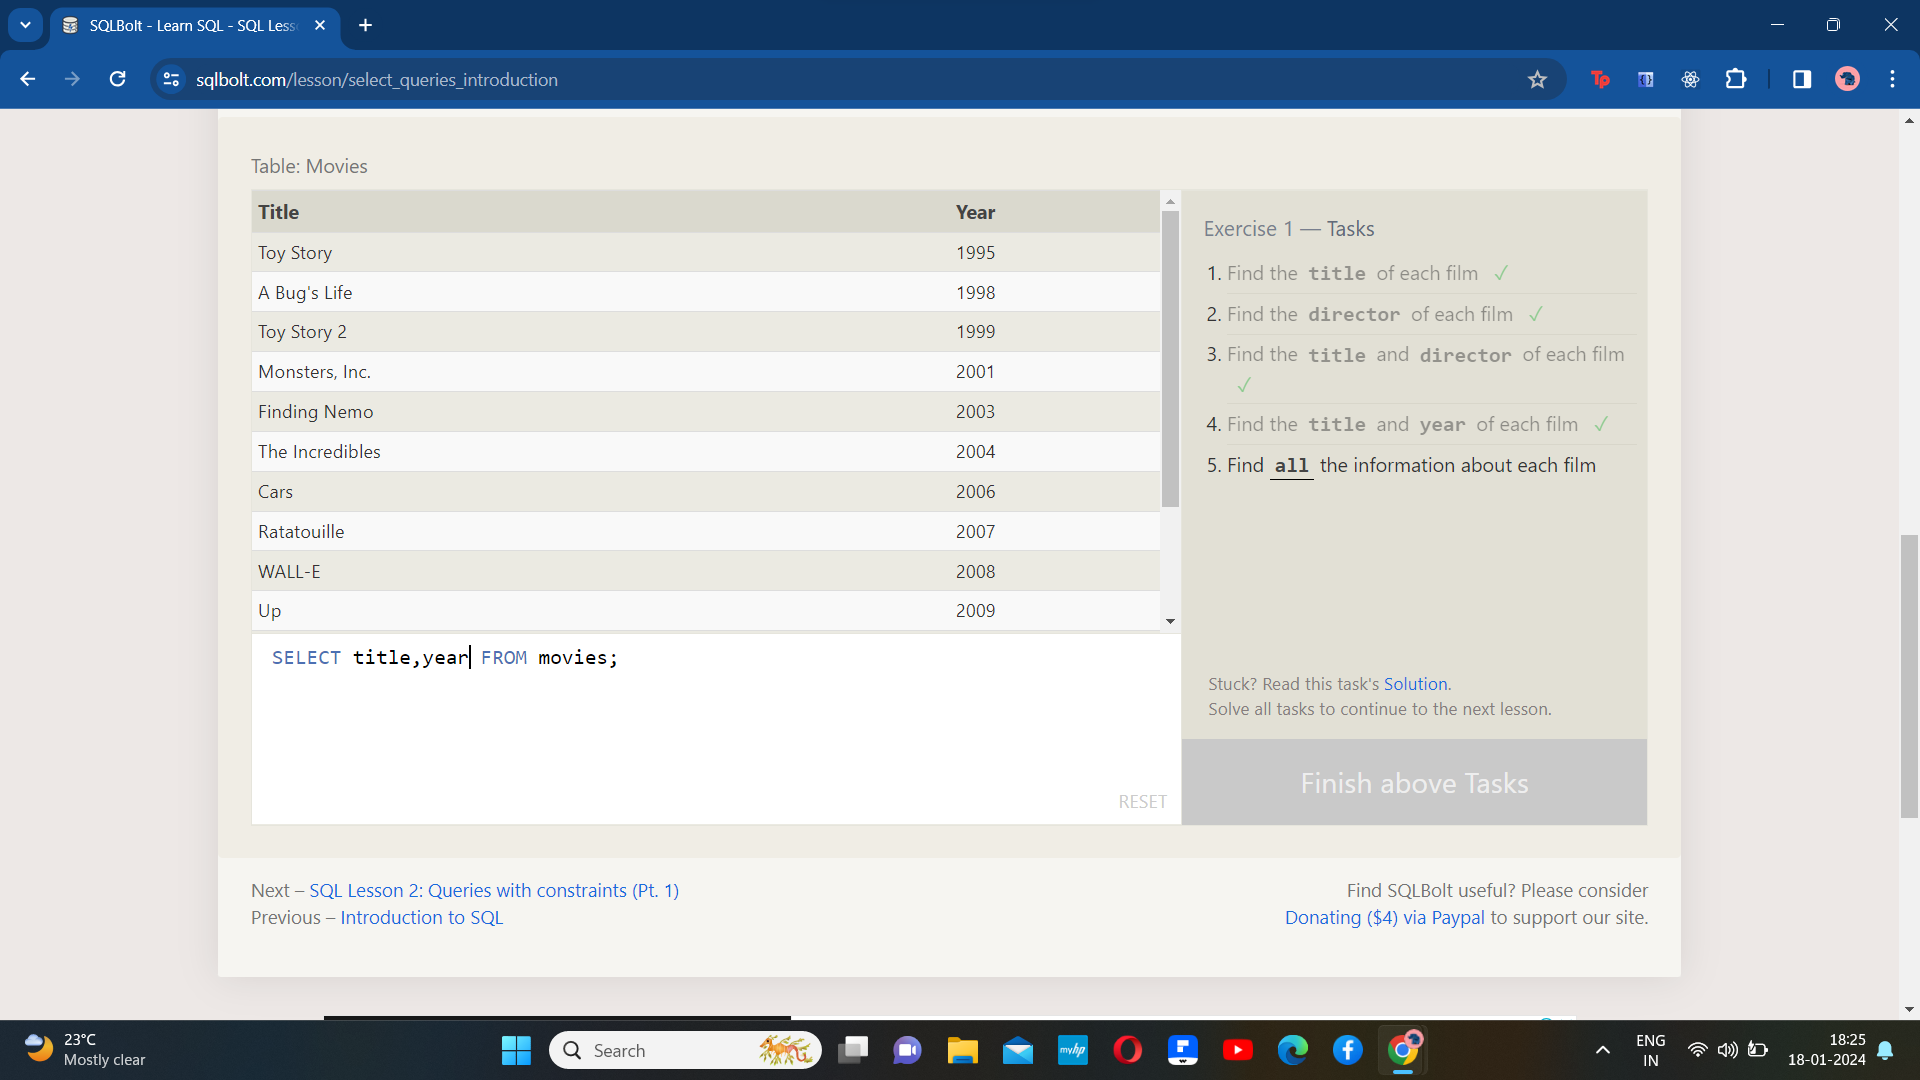 SQLBolt - Learn SQL - SQL Less
sqlbolt.com/lesson/select_queries_introduction
Table: Movies
Title Year
Toy Story 1995
A Bug's Life 1998
Toy Story 2 1999
Monsters, Inc. 2001
Finding Nemo 2003
The Incredibles 2004
Cars 2006
Ratatouille 2007
WALL-E 2008
Up 2009
SELECT title,year FROM movies;
RESET
Exercise 1 — Tasks
1. Find the title of each film ✓
2. Find the director of each film ✓
3. Find the title and director of each film
✓
4. Find the title and year of each film ✓
5. Find all the information about each film
Stuck? Read this task's Solution.
Solve all tasks to continue to the next lesson.
Finish above Tasks
Next – SQL Lesson 2: Queries with constraints (Pt. 1)
Previous – Introduction to SQL
Find SQLBolt useful? Please consider
Donating ($4) via Paypal to support our site.
23°C
Mostly clear
Search
myhp
ENG
IN
18:25
18-01-2024